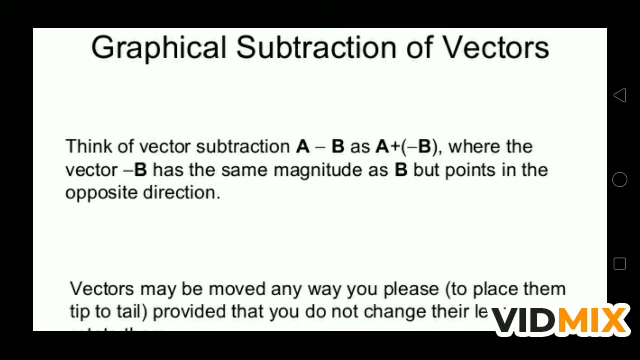 Graphical Subtraction of Vectors
Think of vector subtraction A – B as A+(–B), where the
vector –B has the same magnitude as B but points in the
opposite direction.
Vectors may be moved any way you please (to place them
tip to tail) provided that you do not change their
VIDMIX